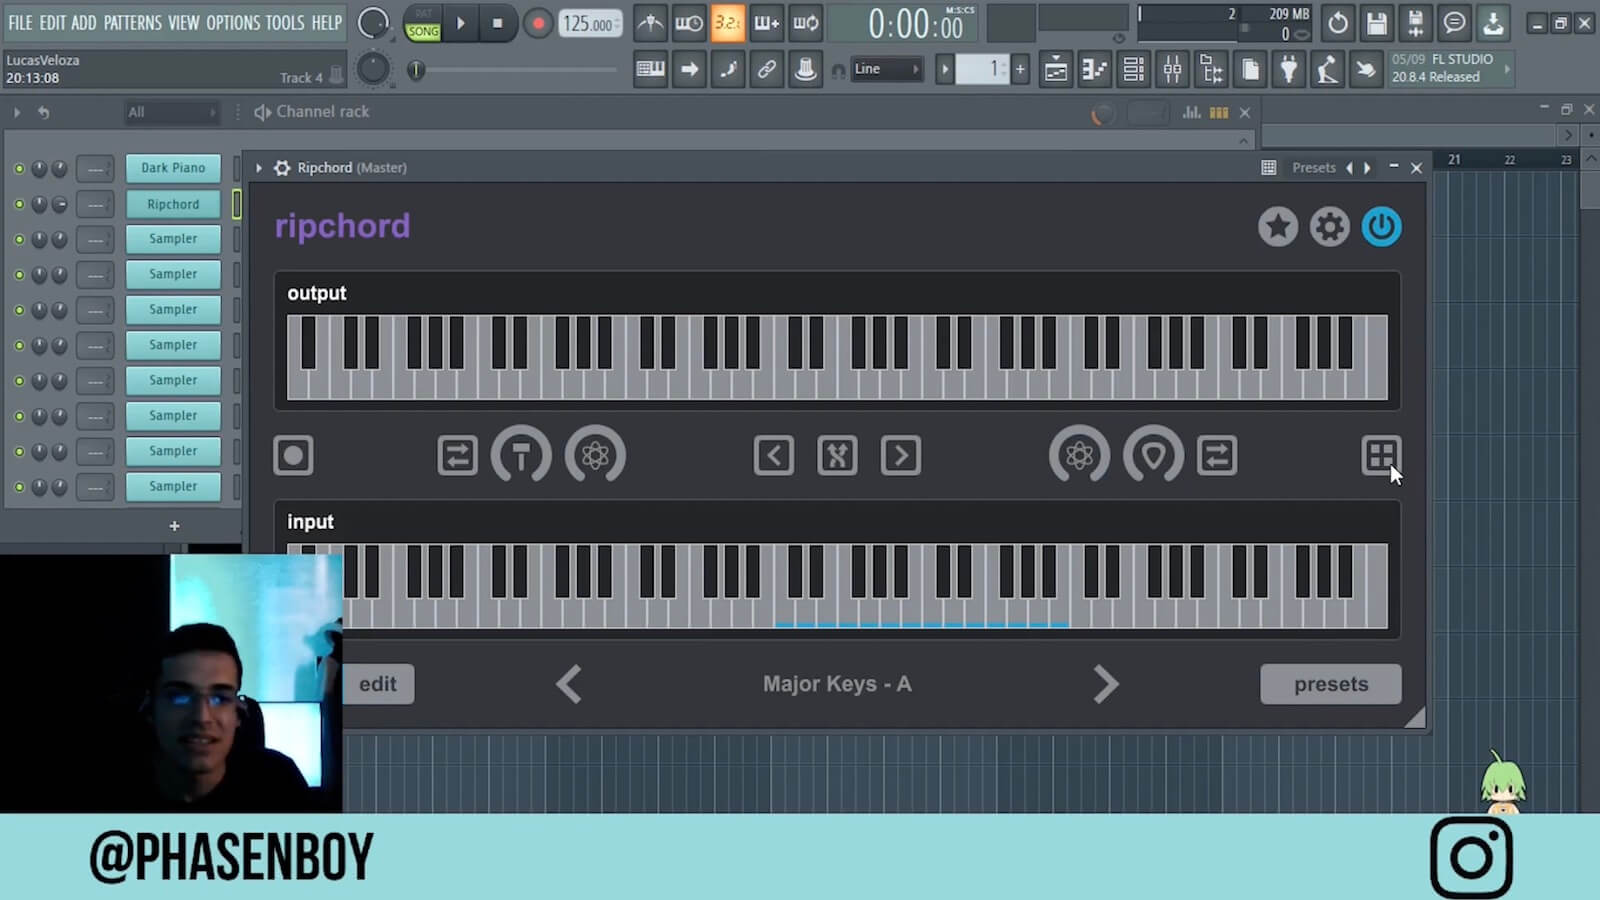 FILE EDIT ADD PATTERNS VIEW OPTIONS TOOLS HELP
PAT
SONG
125.000
3.2.
0:00:00
M:S:CS
2
209 MB
0
LucasVeloza
20:13:08
Track 4
Line
1
05/09 FL STUDIO
20.8.4 Released
All
Channel rack
21
22
23
Dark Piano
Ripchord
Sampler
Sampler
Sampler
Sampler
Sampler
Sampler
Sampler
Sampler
+
Ripchord (Master)
Presets
ripchord
output
input
edit
Major Keys - A
presets
@PHASENBOY